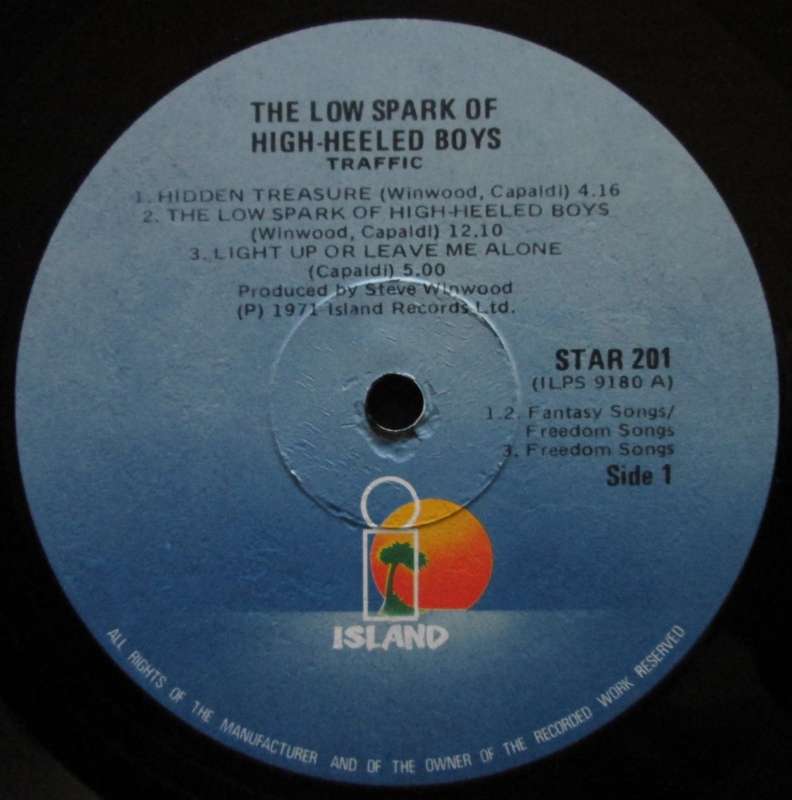 THE LOW SPARK OF
HIGH-HEELED BOYS
TRAFFIC
1. HIDDEN TREASURE (Winwood, Capaldi) 4.16
2. THE LOW SPARK OF HIGH-HEELED BOYS
(Winwood, Capaldi) 12.10
3. LIGHT UP OR LEAVE ME ALONE
(Capaldi) 5.00
Produced by Steve Winwood
(P) 1971 Island Records Ltd.
STAR 201
(ILPS 9180 A)
1.2. Fantasy Songs/
Freedom Songs
3. Freedom Songs
Side 1
ISLAND
ALL RIGHTS OF THE MANUFACTURER AND OF THE OWNER OF THE RECORDED WORK RESERVED